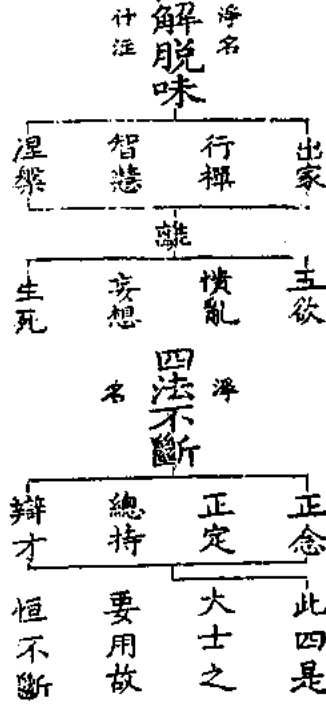 淨名
解脫味
什注
出家
行禪
智慧
涅槃
離
五欲
憒亂
妄想
生死
淨
四法不斷
名
正念
正定
總持
辯才
此四是
大士之
要用故
恒不斷